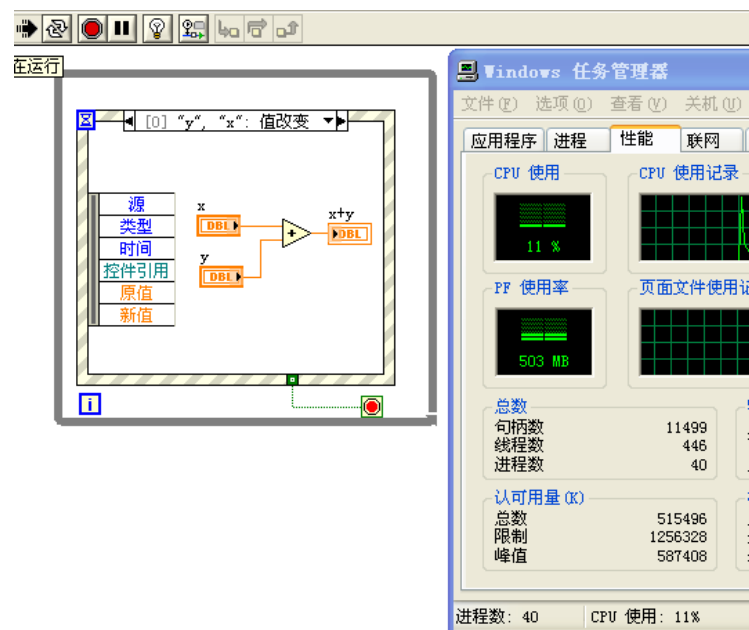 在运行
[0] "y", "x": 值改变
源
类型
时间
控件引用
原值
新值
x
DBL
y
DBL
+
x+y
DBL
i
Windows 任务管理器
文件(F) 选项(O) 查看(V) 关机(U)
应用程序 进程 性能 联网
CPU 使用
11 %
CPU 使用记录
PF 使用率
503 MB
页面文件使用记
总数
句柄数 11499
线程数 446
进程数 40
认可用量(K)
总数 515496
限制 1256328
峰值 587408
进程数: 40 CPU 使用: 11%